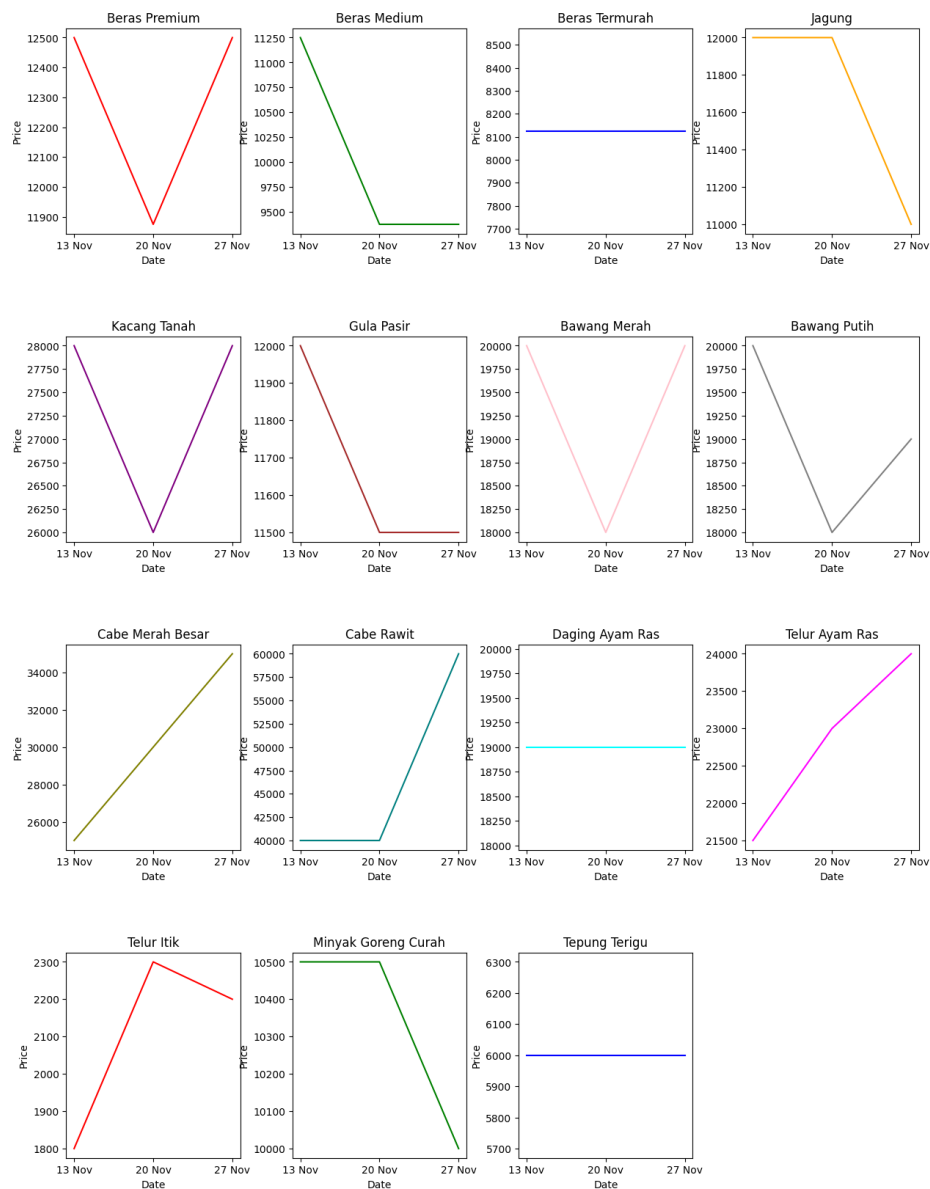 Beras Premium
12500
12400
12300
12200
12100
12000
11900
Price
13 Nov 20 Nov 27 Nov
Date
Beras Medium
11250
11000
10750
10500
10250
10000
9750
9500
Price
13 Nov 20 Nov 27 Nov
Date
Beras Termurah
8500
8400
8300
8200
8100
8000
7900
7800
7700
Price
13 Nov 20 Nov 27 Nov
Date
Jagung
12000
11800
11600
11400
11200
11000
Price
13 Nov 20 Nov 27 Nov
Date
Kacang Tanah
28000
27750
27500
27250
27000
26750
26500
26250
26000
Price
13 Nov 20 Nov 27 Nov
Date
Gula Pasir
12000
11900
11800
11700
11600
11500
Price
13 Nov 20 Nov 27 Nov
Date
Bawang Merah
20000
19750
19500
19250
19000
18750
18500
18250
18000
Price
13 Nov 20 Nov 27 Nov
Date
Bawang Putih
20000
19750
19500
19250
19000
18750
18500
18250
18000
Price
13 Nov 20 Nov 27 Nov
Date
Cabe Merah Besar
34000
32000
30000
28000
26000
Price
13 Nov 20 Nov 27 Nov
Date
Cabe Rawit
60000
57500
55000
52500
50000
47500
45000
42500
40000
Price
13 Nov 20 Nov 27 Nov
Date
Daging Ayam Ras
20000
19750
19500
19250
19000
18750
18500
18250
18000
Price
13 Nov 20 Nov 27 Nov
Date
Telur Ayam Ras
24000
23500
23000
22500
22000
21500
Price
13 Nov 20 Nov 27 Nov
Date
Telur Itik
2300
2200
2100
2000
1900
1800
Price
13 Nov 20 Nov 27 Nov
Date
Minyak Goreng Curah
10500
10400
10300
10200
10100
10000
Price
13 Nov 20 Nov 27 Nov
Date
Tepung Terigu
6300
6200
6100
6000
5900
5800
5700
Price
13 Nov 20 Nov 27 Nov
Date